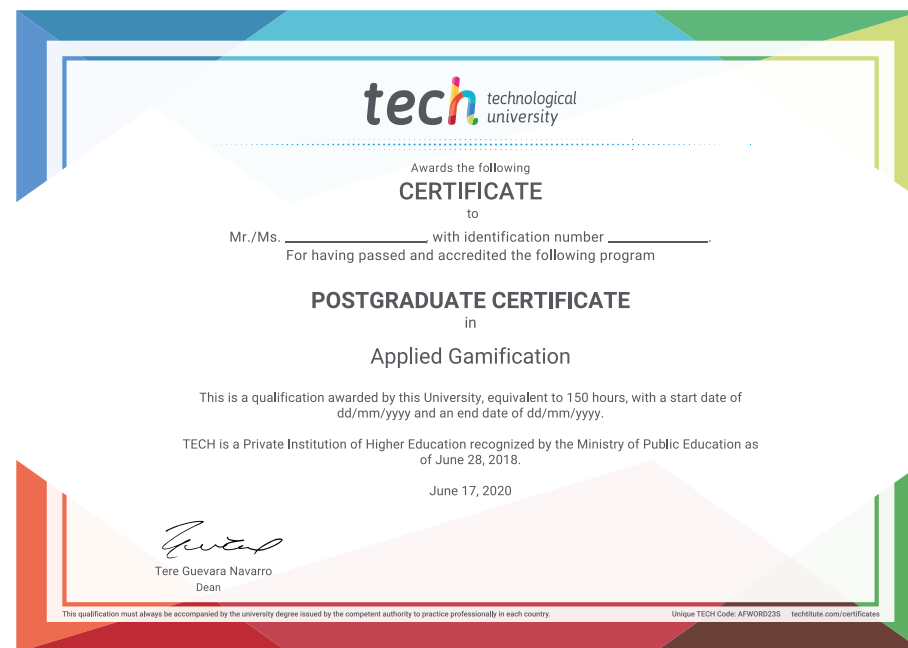 tech technological
university
Awards the following
CERTIFICATE
to
Mr./Ms. ____________________, with identification number ______________.
For having passed and accredited the following program
POSTGRADUATE CERTIFICATE
in
Applied Gamification
This is a qualification awarded by this University, equivalent to 150 hours, with a start date of
dd/mm/yyyy and an end date of dd/mm/yyyy.
TECH is a Private Institution of Higher Education recognized by the Ministry of Public Education as
of June 28, 2018.
June 17, 2020
Tere Guevara Navarro
Dean
This qualification must always be accompanied by the university degree issued by the competent authority to practice professionally in each country. Unique TECH Code: AFWORD23S techtitute.com/certificates